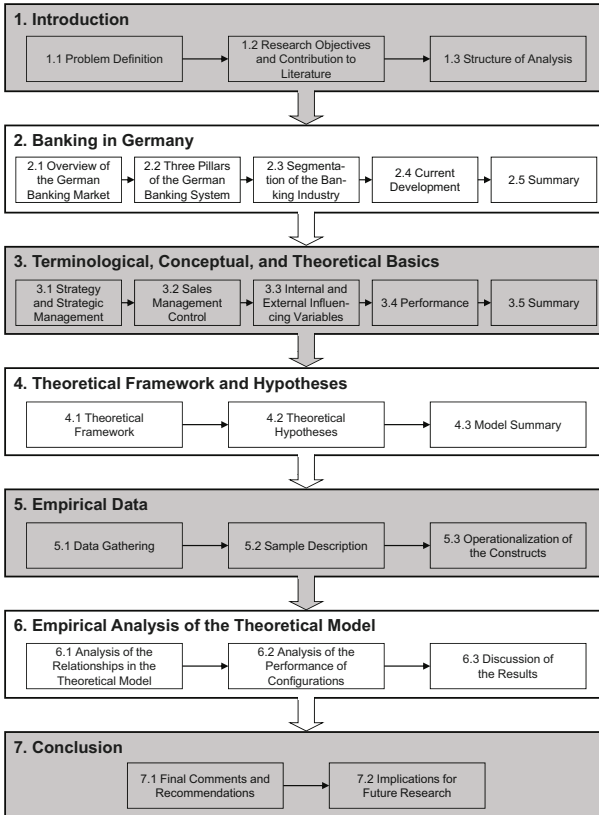 1. Introduction
1.1 Problem Definition
1.2 Research Objectives
and Contribution to
Literature
1.3 Structure of Analysis
2. Banking in Germany
2.1 Overview of
the German
Banking Market
2.2 Three Pillars
of the German
Banking System
2.3 Segmenta-
tion of the Ban-
king Industry
2.4 Current
Development
2.5 Summary
3. Terminological, Conceptual, and Theoretical Basics
3.1 Strategy
and Strategic
Management
3.2 Sales
Management
Control
3.3 Internal and
External Influen-
cing Variables
3.4 Performance
3.5 Summary
4. Theoretical Framework and Hypotheses
4.1 Theoretical
Framework
4.2 Theoretical
Hypotheses
4.3 Model Summary
5. Empirical Data
5.1 Data Gathering
5.2 Sample Description
5.3 Operationalization of
the Constructs
6. Empirical Analysis of the Theoretical Model
6.1 Analysis of the
Relationships in the
Theoretical Model
6.2 Analysis of the
Performance of
Configurations
6.3 Discussion of
the Results
7. Conclusion
7.1 Final Comments and
Recommendations
7.2 Implications for
Future Research